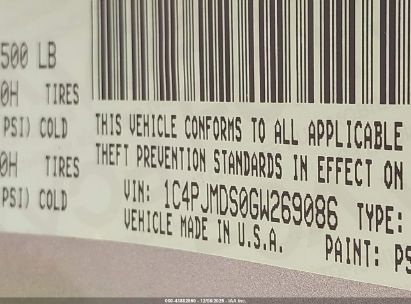 500 LB
0H TIRES
PSI) COLD
0H TIRES
PSI) COLD
THIS VEHICLE CONFORMS TO ALL APPLICABLE
THEFT PREVENTION STANDARDS IN EFFECT ON
VIN: 1C4PJMDS0GW269086 TYPE:
VEHICLE MADE IN U.S.A. PAINT: PS